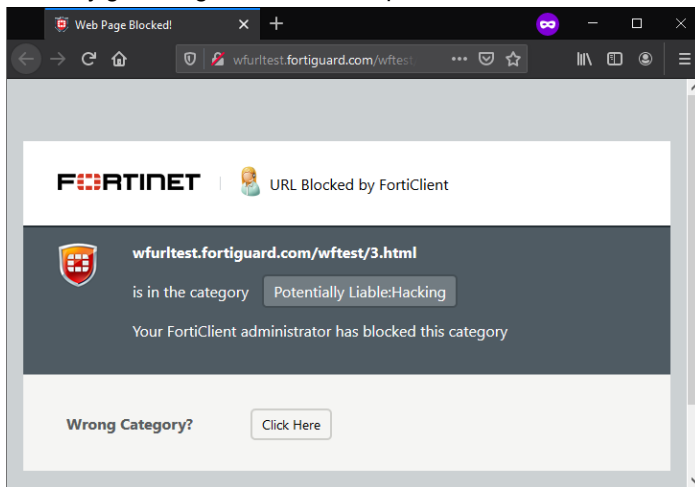 Web Page Blocked!
wfurltest.fortiguard.com/wftest
FORTINET
URL Blocked by FortiClient
wfurltest.fortiguard.com/wftest/3.html
is in the category Potentially Liable:Hacking
Your FortiClient administrator has blocked this category
Wrong Category? Click Here